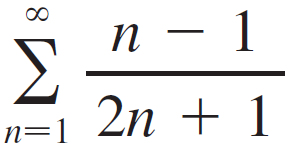 ∞
∑ (n − 1)/(2n + 1)
n=1